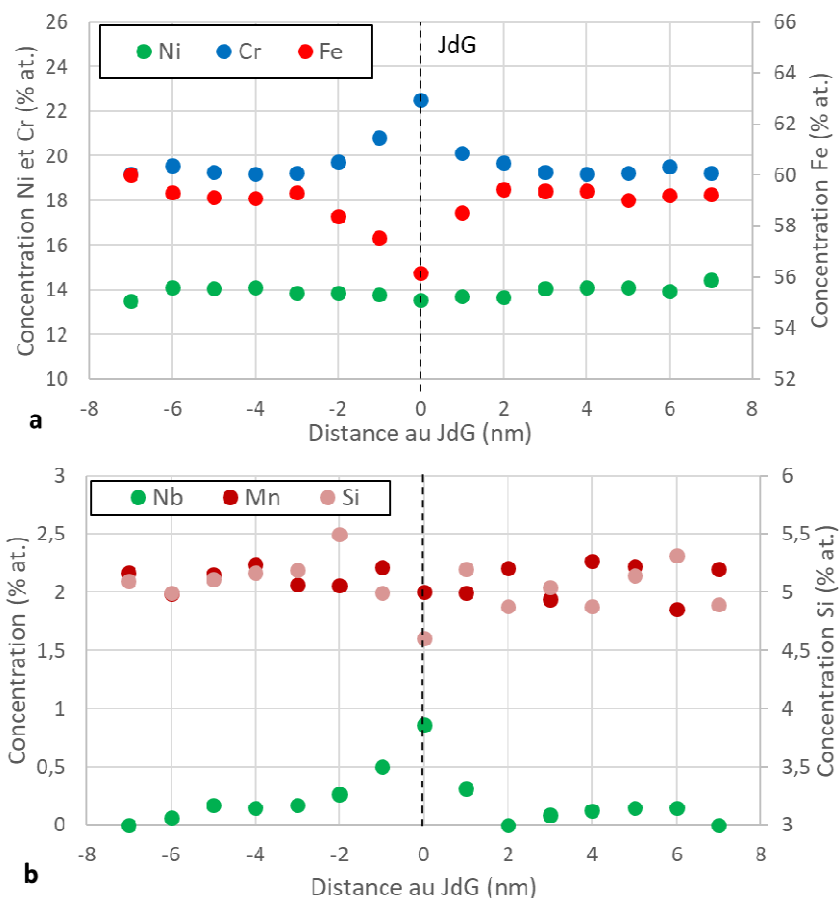 Ni Cr Fe
JdG
Concentration Ni et Cr (% at.)
26
24
22
20
18
16
14
12
10
Concentration Fe (% at.)
66
64
62
60
58
56
54
52
-8 -6 -4 -2 0 2 4 6 8
Distance au JdG (nm)
a
Nb Mn Si
Concentration (% at.)
3
2,5
2
1,5
1
0,5
0
Concentration Si (% at.)
6
5,5
5
4,5
4
3,5
3
-8 -6 -4 -2 0 2 4 6 8
Distance au JdG (nm)
b